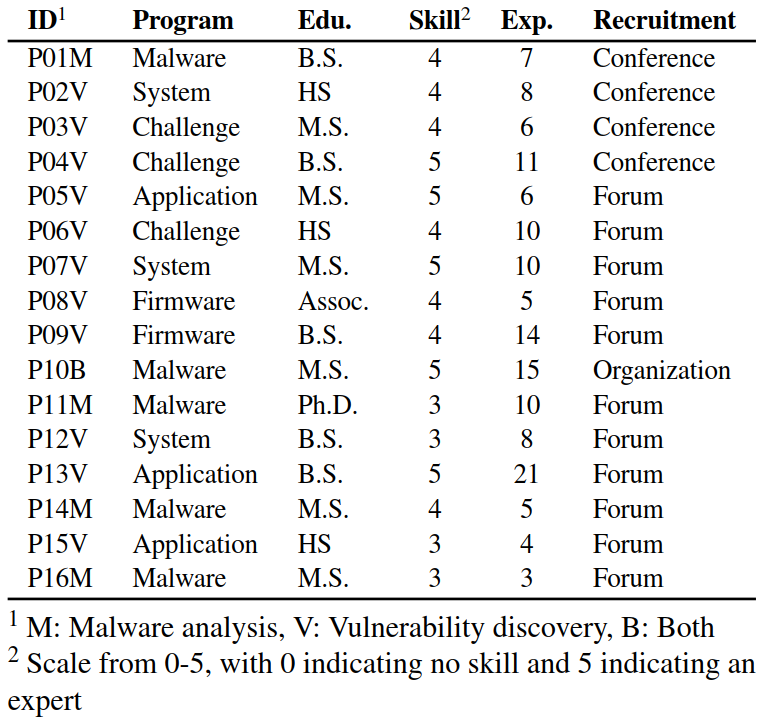 ID1 Program Edu. Skill2 Exp. Recruitment
P01M Malware B.S. 4 7 Conference
P02V System HS 4 8 Conference
P03V Challenge M.S. 4 6 Conference
P04V Challenge B.S. 5 11 Conference
P05V Application M.S. 5 6 Forum
P06V Challenge HS 4 10 Forum
P07V System M.S. 5 10 Forum
P08V Firmware Assoc. 4 5 Forum
P09V Firmware B.S. 4 14 Forum
P10B Malware M.S. 5 15 Organization
P11M Malware Ph.D. 3 10 Forum
P12V System B.S. 3 8 Forum
P13V Application B.S. 5 21 Forum
P14M Malware M.S. 4 5 Forum
P15V Application HS 3 4 Forum
P16M Malware M.S. 3 3 Forum
1 M: Malware analysis, V: Vulnerability discovery, B: Both
2 Scale from 0-5, with 0 indicating no skill and 5 indicating an
expert